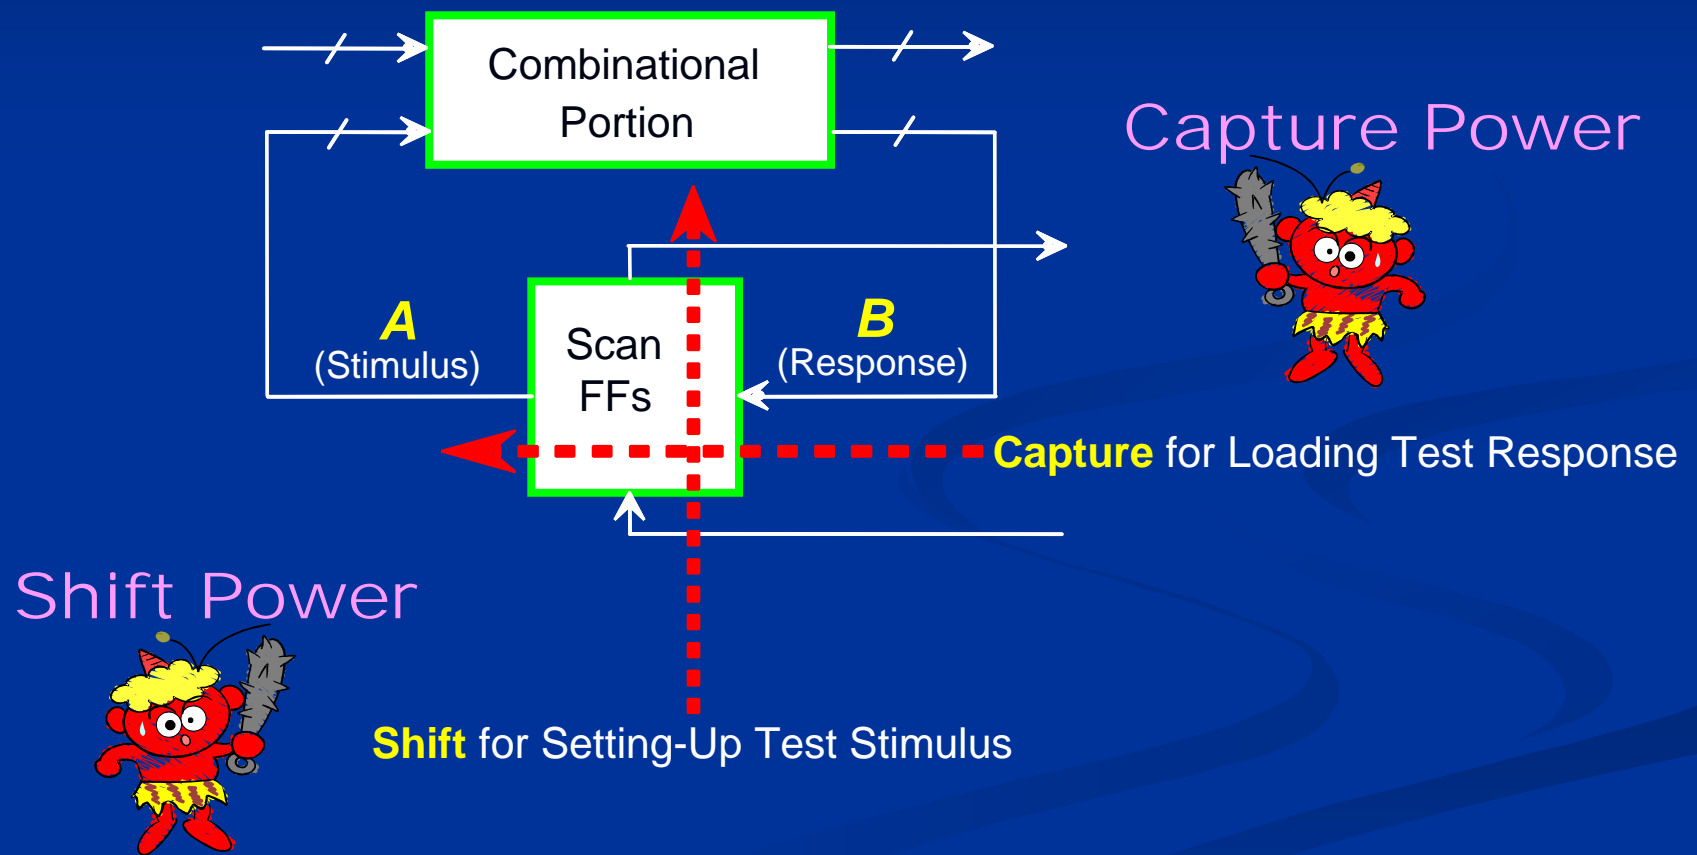 Combinational
Portion
Capture Power
A
(Stimulus)
Scan
FFs
B
(Response)
Capture for Loading Test Response
Shift Power
Shift for Setting-Up Test Stimulus